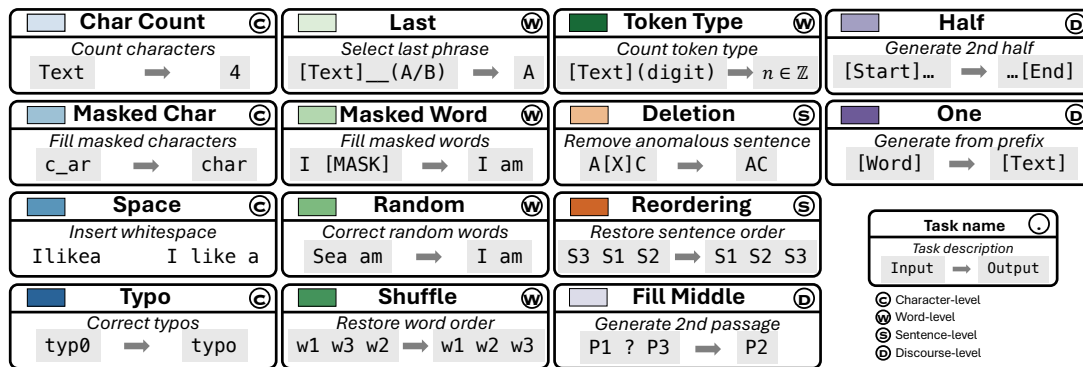 Char Count Ⓒ
Count characters
Text → 4
Last Ⓦ
Select last phrase
[Text]__(A/B) → A
Token Type Ⓦ
Count token type
[Text](digit) → n ∈ ℤ
Half Ⓓ
Generate 2nd half
[Start]… → …[End]
Masked Char Ⓒ
Fill masked characters
c_ar → char
Masked Word Ⓦ
Fill masked words
I [MASK] → I am
Deletion Ⓢ
Remove anomalous sentence
A[X]C → AC
One Ⓓ
Generate from prefix
[Word] → [Text]
Space Ⓒ
Insert whitespace
Ilikea I like a
Random Ⓦ
Correct random words
Sea am → I am
Reordering Ⓢ
Restore sentence order
S3 S1 S2 → S1 S2 S3
Typo Ⓒ
Correct typos
typ0 → typo
Shuffle Ⓦ
Restore word order
w1 w3 w2 → w1 w2 w3
Fill Middle Ⓓ
Generate 2nd passage
P1 ? P3 → P2
Task name .
Task description
Input → Output
Ⓒ Character-level
Ⓦ Word-level
Ⓢ Sentence-level
Ⓓ Discourse-level